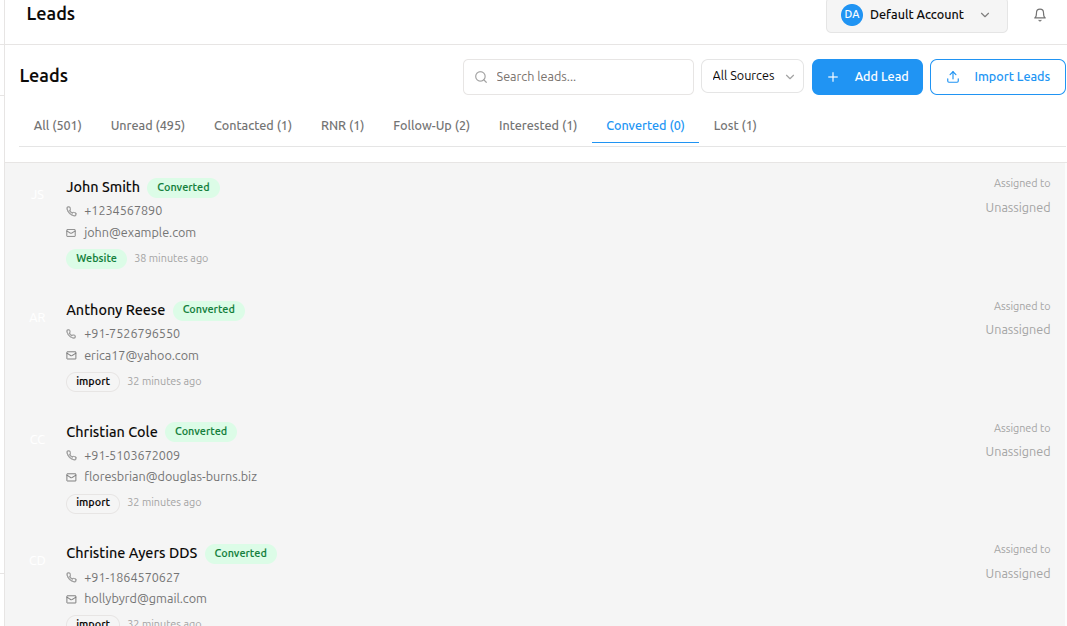 Leads
DA Default Account
Leads
Search leads...
All Sources
+ Add Lead
Import Leads
All (501) Unread (495) Contacted (1) RNR (1) Follow-Up (2) Interested (1) Converted (0) Lost (1)
JS
John Smith Converted
+1234567890
john@example.com
Website 38 minutes ago
Assigned to
Unassigned
AR
Anthony Reese Converted
+91-7526796550
erica17@yahoo.com
import 32 minutes ago
Assigned to
Unassigned
CC
Christian Cole Converted
+91-5103672009
floresbrian@douglas-burns.biz
import 32 minutes ago
Assigned to
Unassigned
CD
Christine Ayers DDS Converted
+91-1864570627
hollybyrd@gmail.com
import 32 minutes ago
Assigned to
Unassigned